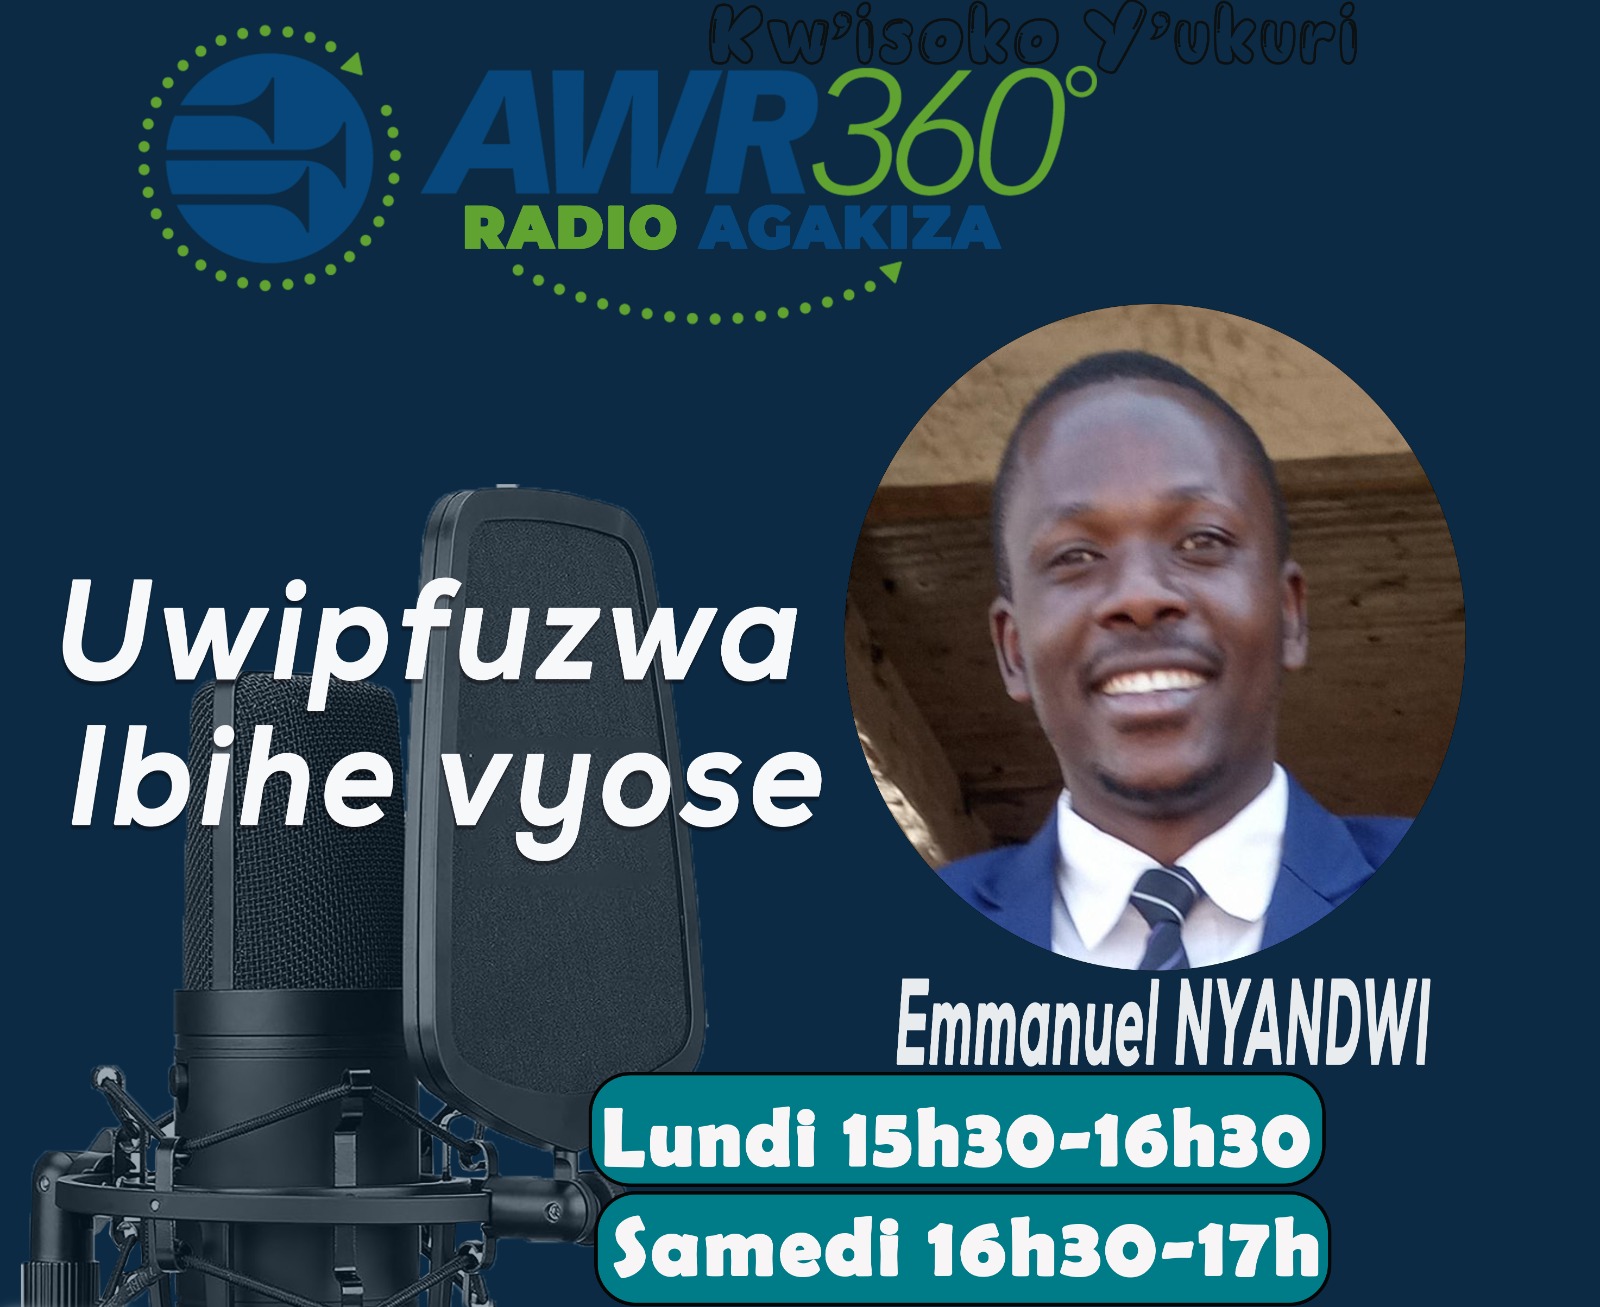 Kw'isoko Y'ukuri
AWR360°
RADIO AGAKIZA
Uwipfuzwa
Ibihe vyose
Emmanuel NYANDWI
Lundi 15h30-16h30
Samedi 16h30-17h